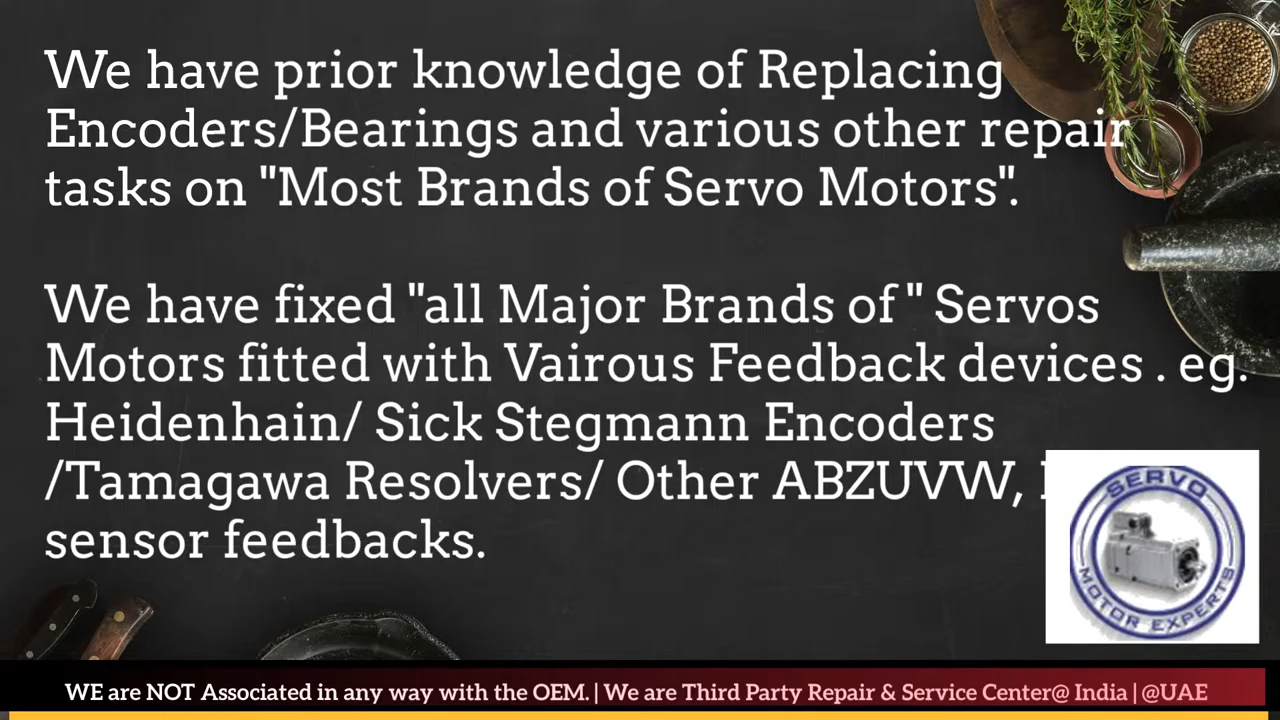 We have prior knowledge of Replacing
Encoders/Bearings and various other repair
tasks on "Most Brands of Servo Motors".
We have fixed "all Major Brands of " Servos
Motors fitted with Vairous Feedback devices . eg.
Heidenhain/ Sick Stegmann Encoders
/Tamagawa Resolvers/ Other ABZUVW,
sensor feedbacks.
SERVO
MOTOR EXPERTS
WE are NOT Associated in any way with the OEM. | We are Third Party Repair & Service Center@ India | @UAE